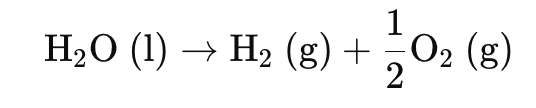 H₂O (l) → H₂ (g) + ½O₂ (g)